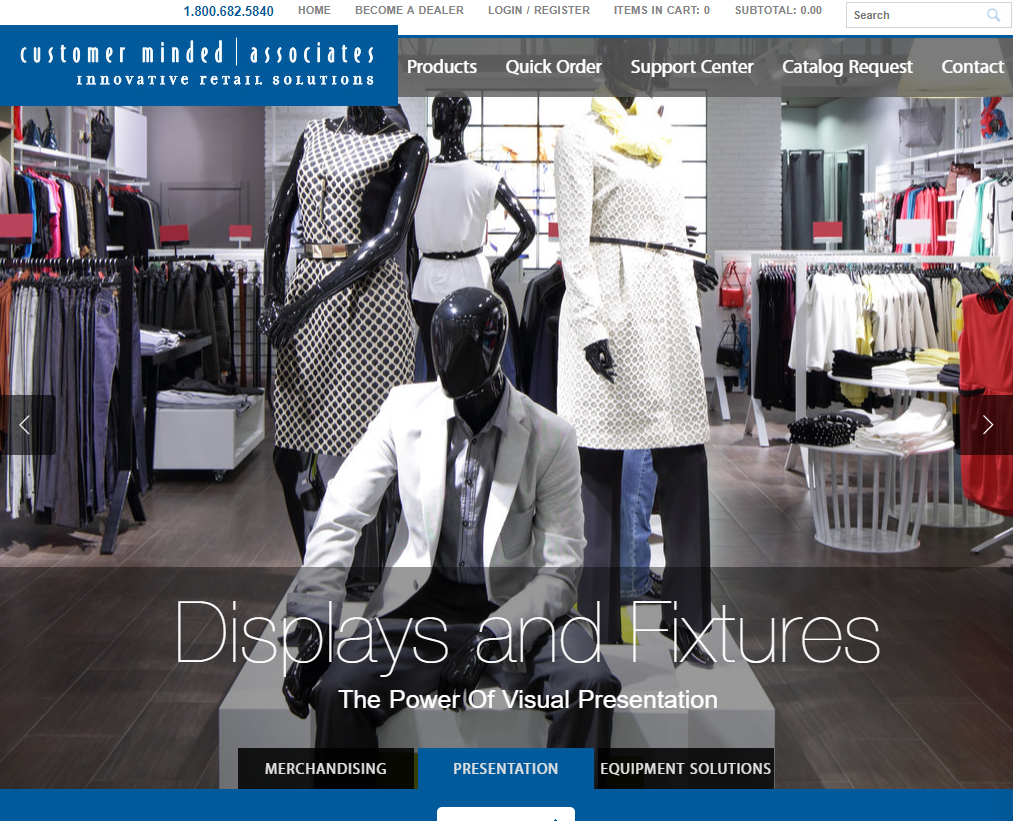 1.800.682.5840 HOME BECOME A DEALER LOGIN / REGISTER ITEMS IN CART: 0 SUBTOTAL: 0.00 Search
customer minded | associates
INNOVATIVE RETAIL SOLUTIONS
Products Quick Order Support Center Catalog Request Contact
Displays and Fixtures
The Power Of Visual Presentation
MERCHANDISING PRESENTATION EQUIPMENT SOLUTIONS